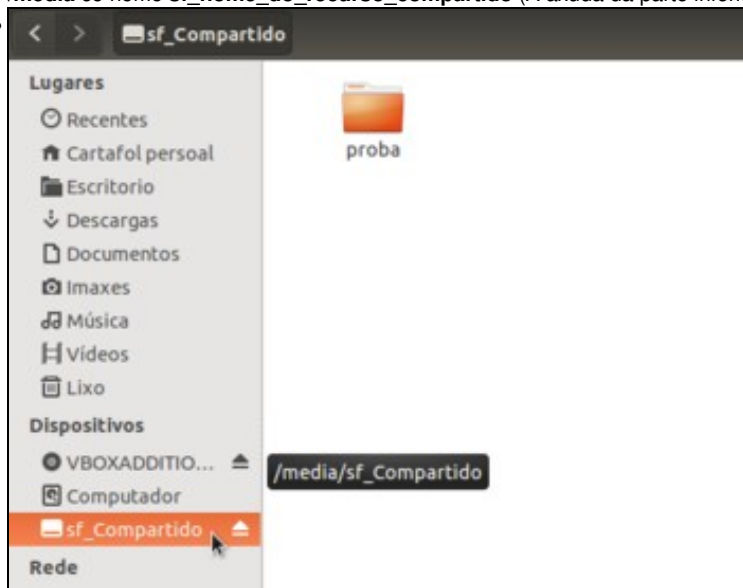 sf_Compartido
Lugares
Recentes
Cartafol persoal
Escritorio
Descargas
Documentos
Imaxes
Música
Vídeos
Lixo
Dispositivos
VBOXADDITIO...
Computador
sf_Compartido
Rede
proba
/media/sf_Compartido